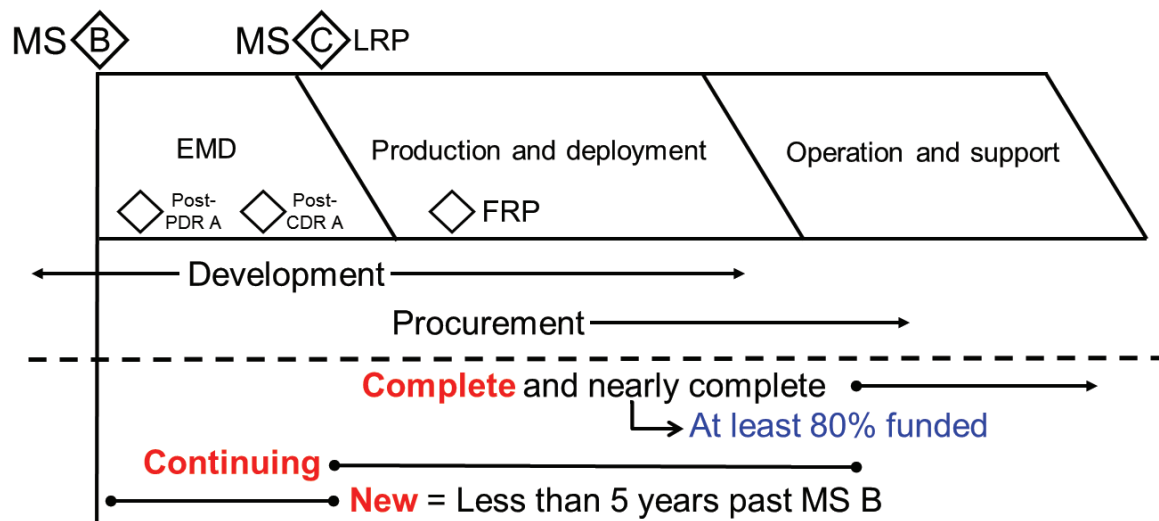 MS B
MS C LRP
EMD
Production and deployment
Operation and support
Post-
PDR A
Post-
CDR A
FRP
Development
Procurement
Complete and nearly complete
At least 80% funded
Continuing
New = Less than 5 years past MS B